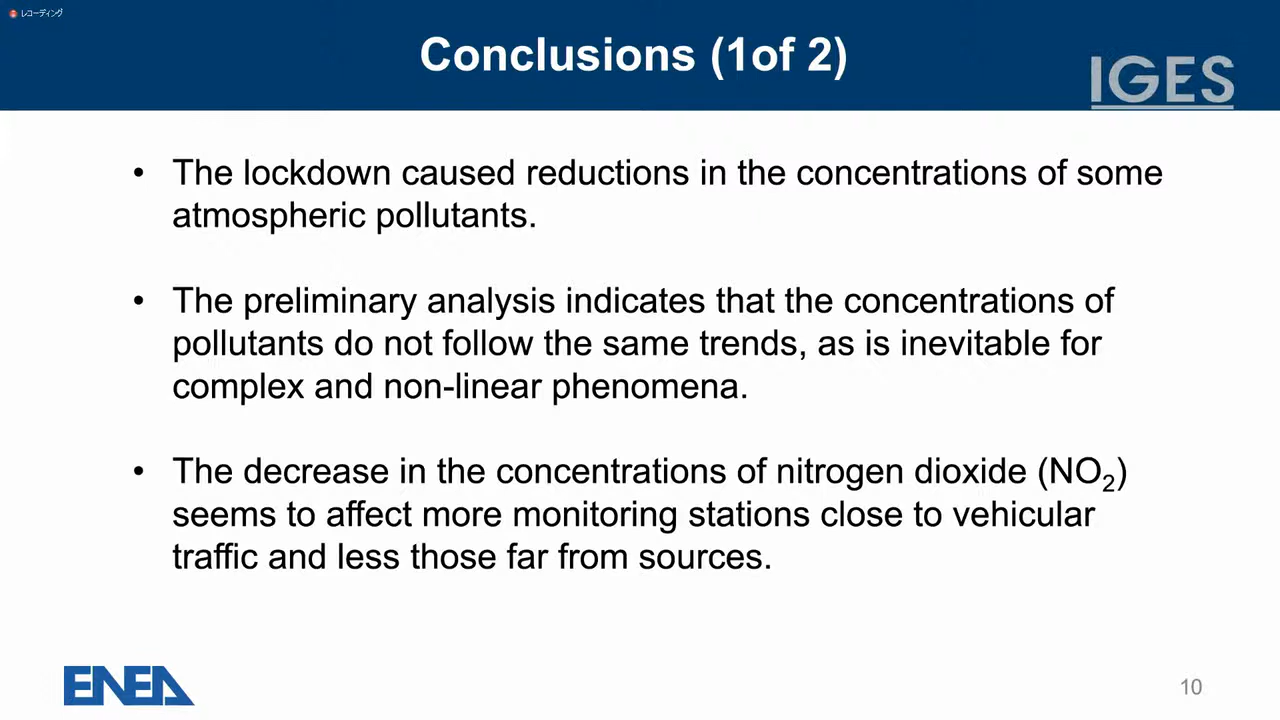 レコーディング
Conclusions (1of 2)
IGES
• The lockdown caused reductions in the concentrations of some
atmospheric pollutants.
• The preliminary analysis indicates that the concentrations of
pollutants do not follow the same trends, as is inevitable for
complex and non-linear phenomena.
• The decrease in the concentrations of nitrogen dioxide (NO₂)
seems to affect more monitoring stations close to vehicular
traffic and less those far from sources.
ENEA
10